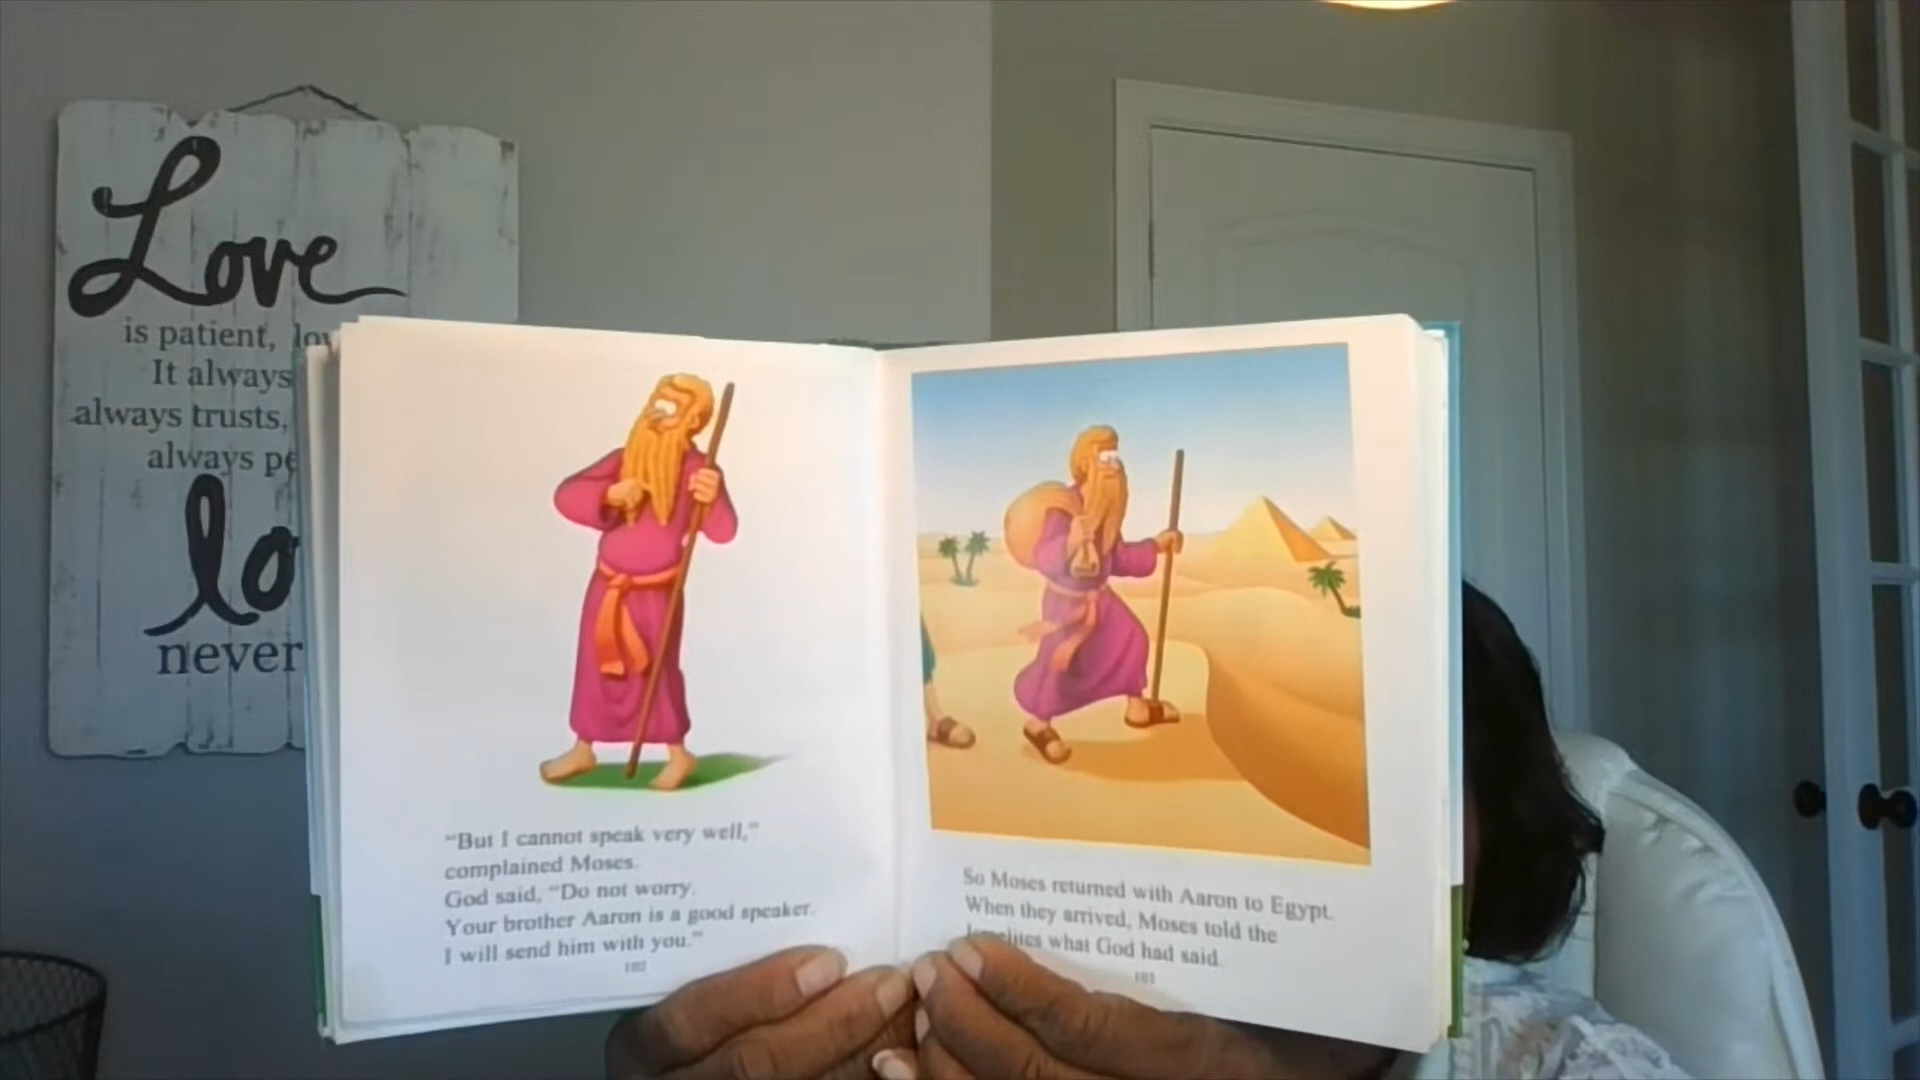 Love
is patient,
It always
always trusts,
always
never
"But I cannot speak very well,"
complained Moses.
God said, "Do not worry.
Your brother Aaron is a good speaker.
I will send him with you."
102
So Moses returned with Aaron to Egypt.
When they arrived, Moses told the
what God had said.
103